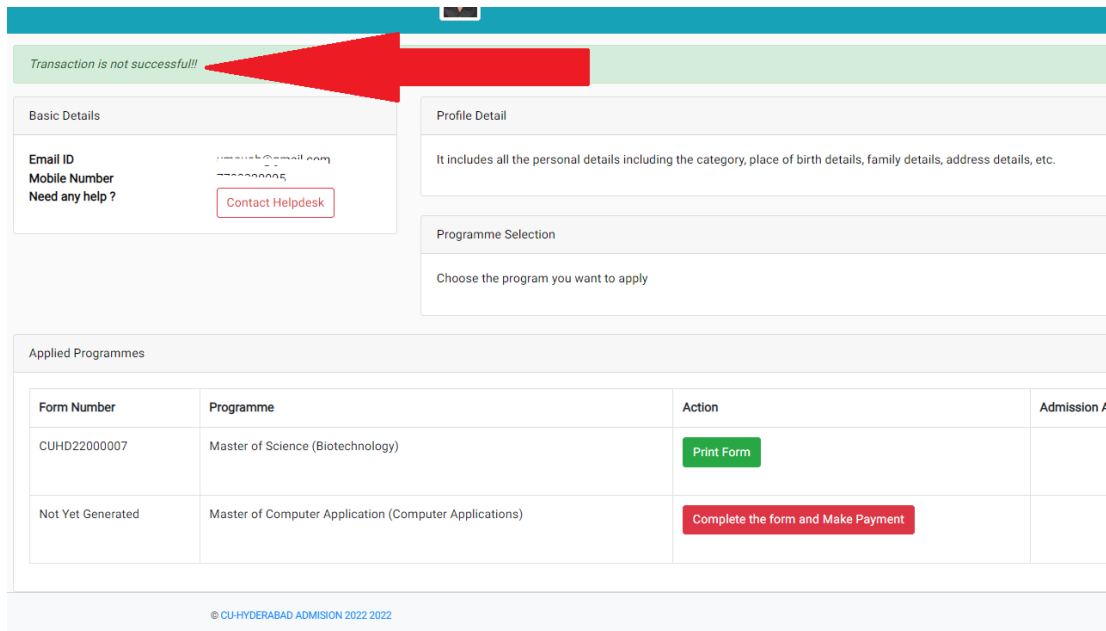 Transaction is not successful!!
Basic Details
Email ID
Mobile Number
Need any help ?
Contact Helpdesk
Profile Detail
It includes all the personal details including the category, place of birth details, family details, address details, etc.
Programme Selection
Choose the program you want to apply
Applied Programmes
Form Number Programme Action Admission
CUHD22000007 Master of Science (Biotechnology) Print Form
Not Yet Generated Master of Computer Application (Computer Applications) Complete the form and Make Payment
© CU-HYDERABAD ADMISION 2022 2022